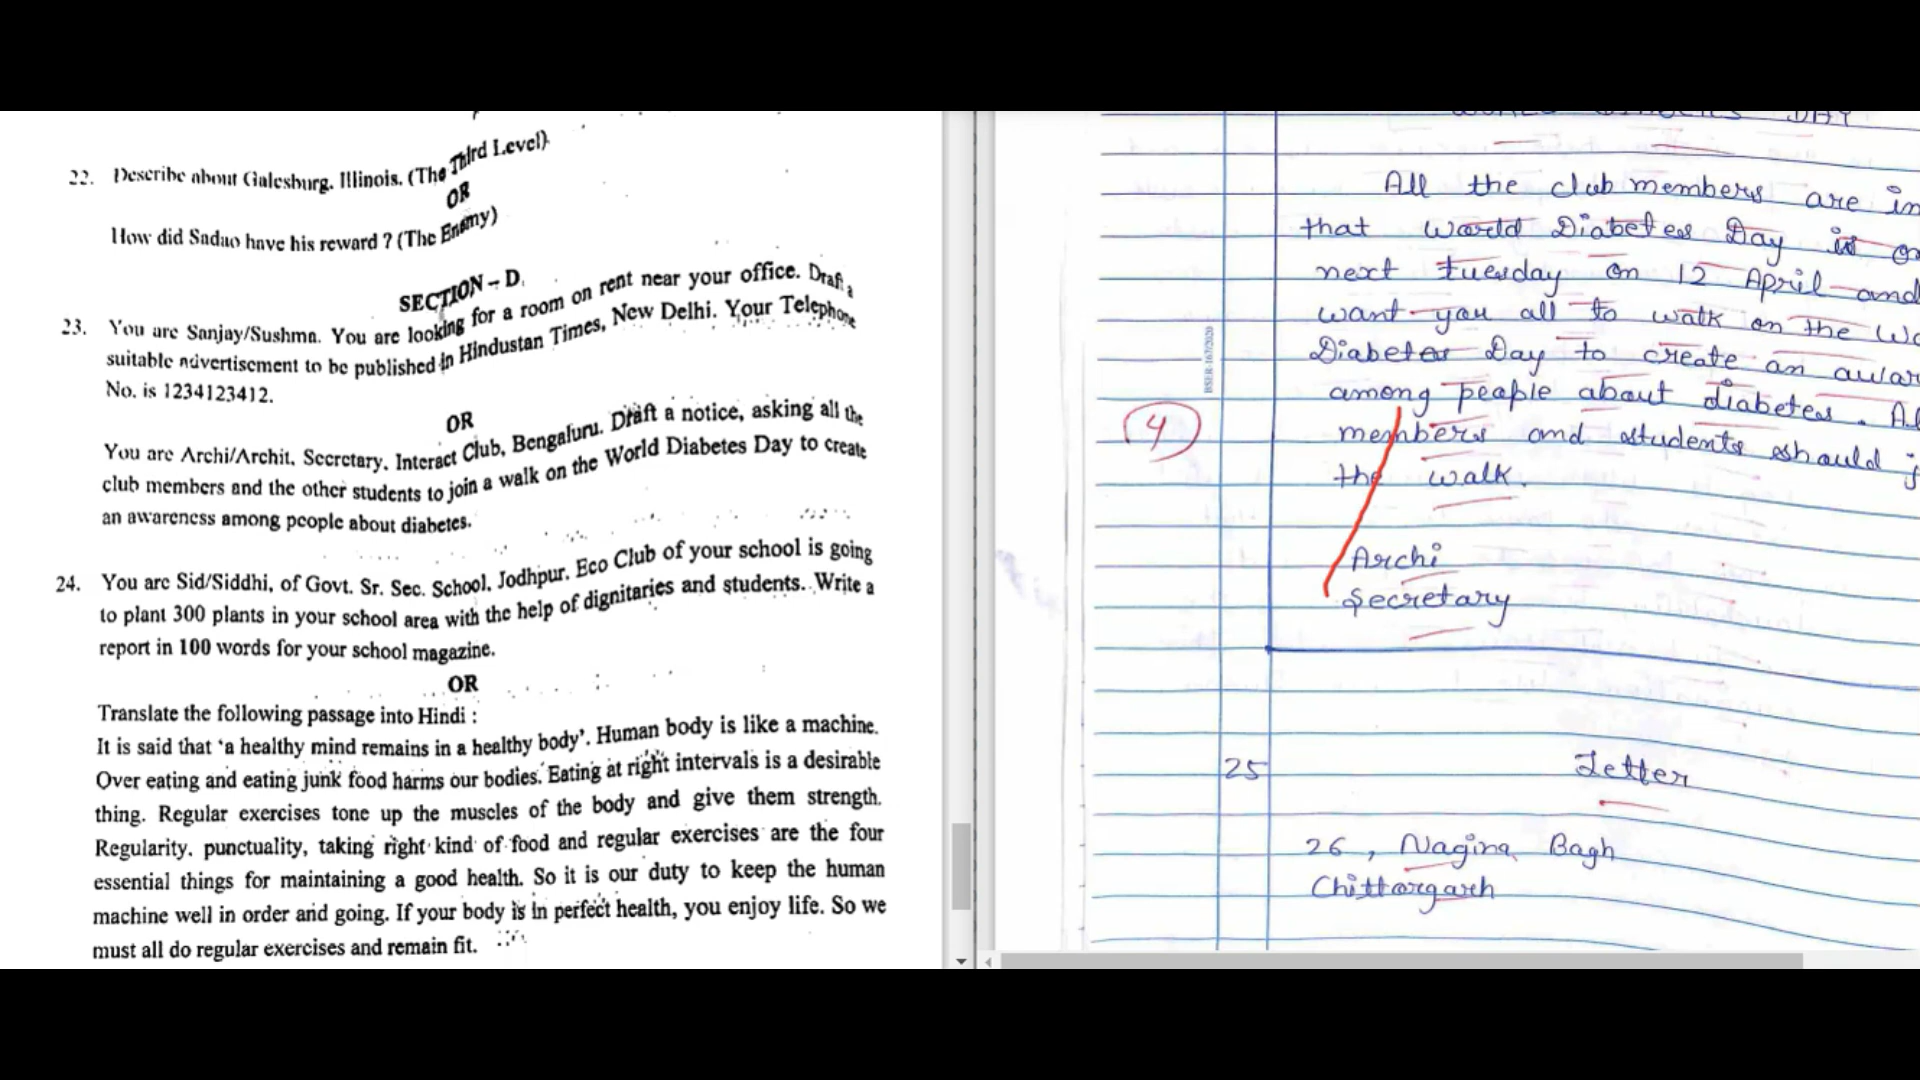 22. Describe about Galesburg, Illinois. (The Third Level)
OR
How did Sadao have his reward ? (The Enemy)
SECTION – D
23. You are Sanjay/Sushma. You are looking for a room on rent near your office. Draft a
suitable advertisement to be published in Hindustan Times, New Delhi. Your Telephone
No. is 1234123412.
OR
You are Archi/Archit, Secretary, Interact Club, Bengaluru. Draft a notice, asking all the
club members and the other students to join a walk on the World Diabetes Day to create
an awareness among people about diabetes.
24. You are Sid/Siddhi, of Govt. Sr. Sec. School, Jodhpur. Eco Club of your school is going
to plant 300 plants in your school area with the help of dignitaries and students. Write a
report in 100 words for your school magazine.
OR
Translate the following passage into Hindi :
It is said that 'a healthy mind remains in a healthy body'. Human body is like a machine.
Over eating and eating junk food harms our bodies. Eating at right intervals is a desirable
thing. Regular exercises tone up the muscles of the body and give them strength.
Regularity, punctuality, taking right kind of food and regular exercises are the four
essential things for maintaining a good health. So it is our duty to keep the human
machine well in order and going. If your body is in perfect health, you enjoy life. So we
must all do regular exercises and remain fit.
DAY
All the club members are in
that World Diabetes Day is on
next tuesday on 12 April and
want you all to walk on the Wo
Diabetes Day to create an awar
among people about diabetes. Al
4
members and students should j
the walk.
Archi
Secretary
BSER-167/2020
25 Letter
26, Nagina Bagh
Chittorgarh